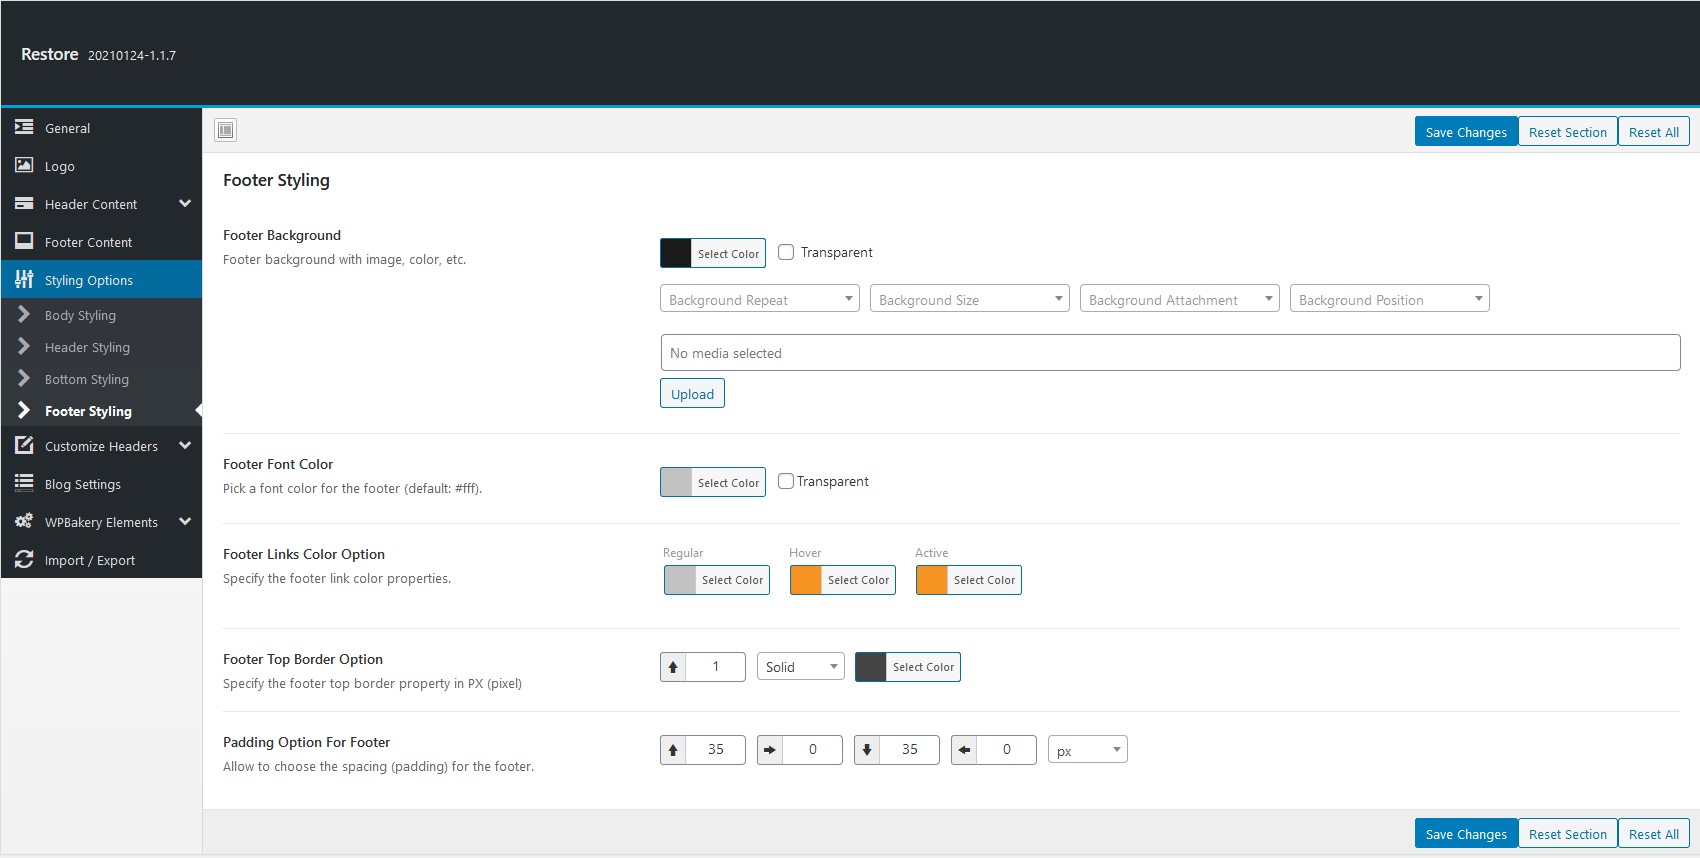 Restore 20210124-1.1.7
General
Logo
Header Content
Footer Content
Styling Options
Body Styling
Header Styling
Bottom Styling
Footer Styling
Customize Headers
Blog Settings
WPBakery Elements
Import / Export
Save Changes Reset Section Reset All
Footer Styling
Footer Background
Footer background with image, color, etc.
Select Color Transparent
Background Repeat Background Size Background Attachment Background Position
No media selected
Upload
Footer Font Color
Pick a font color for the footer (default: #fff).
Select Color Transparent
Footer Links Color Option
Specify the footer link color properties.
Regular Hover Active
Select Color Select Color Select Color
Footer Top Border Option
Specify the footer top border property in PX (pixel)
1 Solid Select Color
Padding Option For Footer
Allow to choose the spacing (padding) for the footer.
35 0 35 0 px
Save Changes Reset Section Reset All